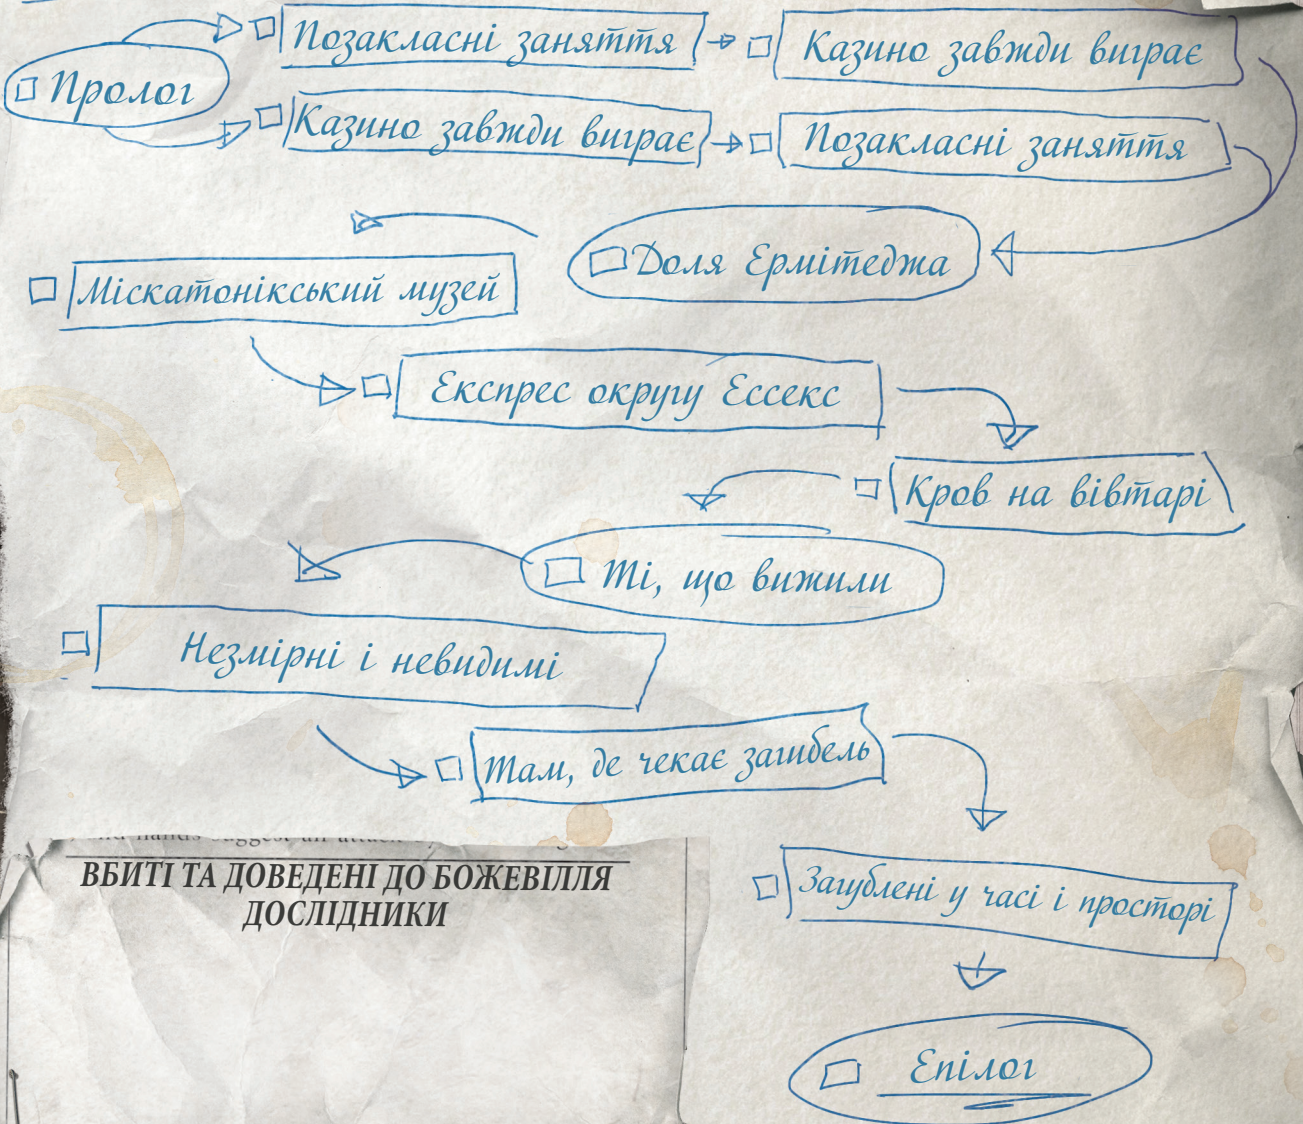 Позакласні заняття
Казино завжди виграє
Пролог
Казино завжди виграє
Позакласні заняття
Доля Ермітеджа
Міскатонікський музей
Експрес округу Ессекс
Кров на вівтарі
Ті, що вижили
Незмірні і невидимі
Там, де чекає загибель
ВБИТІ ТА ДОВЕДЕНІ ДО БОЖЕВІЛЛЯ
ДОСЛІДНИКИ
Загублені у часі і просторі
Епілог